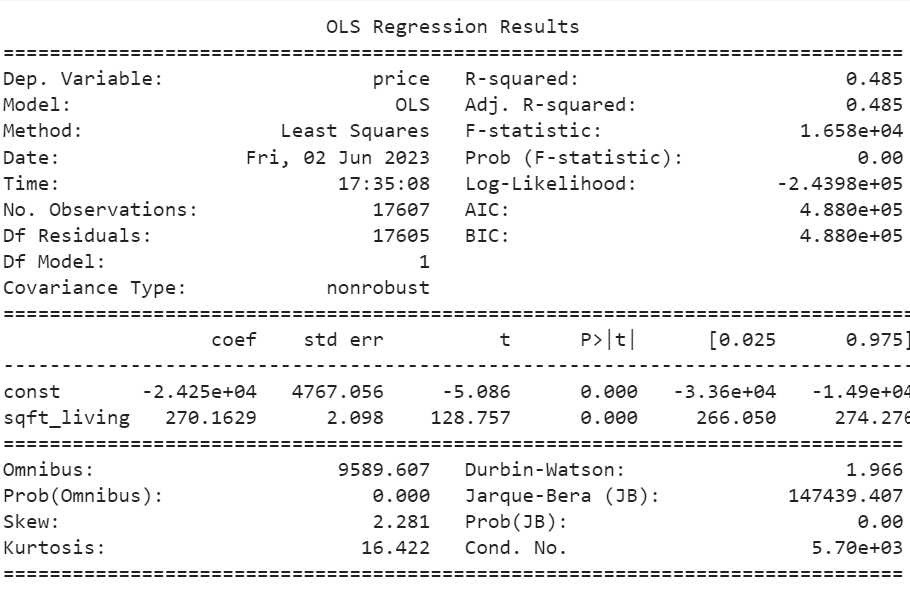 OLS Regression Results
==============================================================================
Dep. Variable: price R-squared: 0.485
Model: OLS Adj. R-squared: 0.485
Method: Least Squares F-statistic: 1.658e+04
Date: Fri, 02 Jun 2023 Prob (F-statistic): 0.00
Time: 17:35:08 Log-Likelihood: -2.4398e+05
No. Observations: 17607 AIC: 4.880e+05
Df Residuals: 17605 BIC: 4.880e+05
Df Model: 1
Covariance Type: nonrobust
===============================================================================
coef std err t P>|t| [0.025 0.975]
-------------------------------------------------------------------------------
const -2.425e+04 4767.056 -5.086 0.000 -3.36e+04 -1.49e+04
sqft_living 270.1629 2.098 128.757 0.000 266.050 274.276
==============================================================================
Omnibus: 9589.607 Durbin-Watson: 1.966
Prob(Omnibus): 0.000 Jarque-Bera (JB): 147439.407
Skew: 2.281 Prob(JB): 0.00
Kurtosis: 16.422 Cond. No. 5.70e+03
==============================================================================